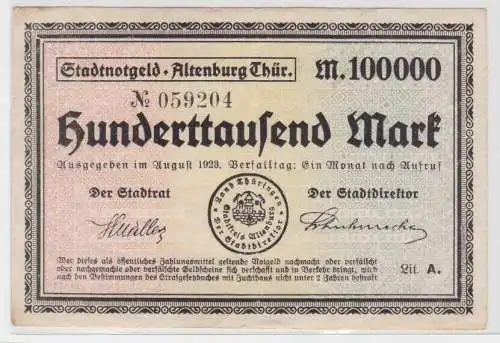 Stadtnotgeld · Altenburg Thür. M. 100000
№ 059204
Hunderttausend Mark
Ausgegeben im August 1923. Verfalltag: Ein Monat nach Aufruf
Der Stadtrat Der Stadtdirektor
Land Thüringen
Stadtkreis Altenburg
Der Stadtdirektor
Wer dieses als öffentliches Zahlungsmittel geltende Notgeld nachmacht oder verfälscht
oder nachgemachte oder verfälschte Geldscheine sich verschafft und in Verkehr bringt, wird
nach den Bestimmungen des Strafgesetzbuches mit Zuchthaus nicht unter 2 Jahren bestraft
Lit. A.